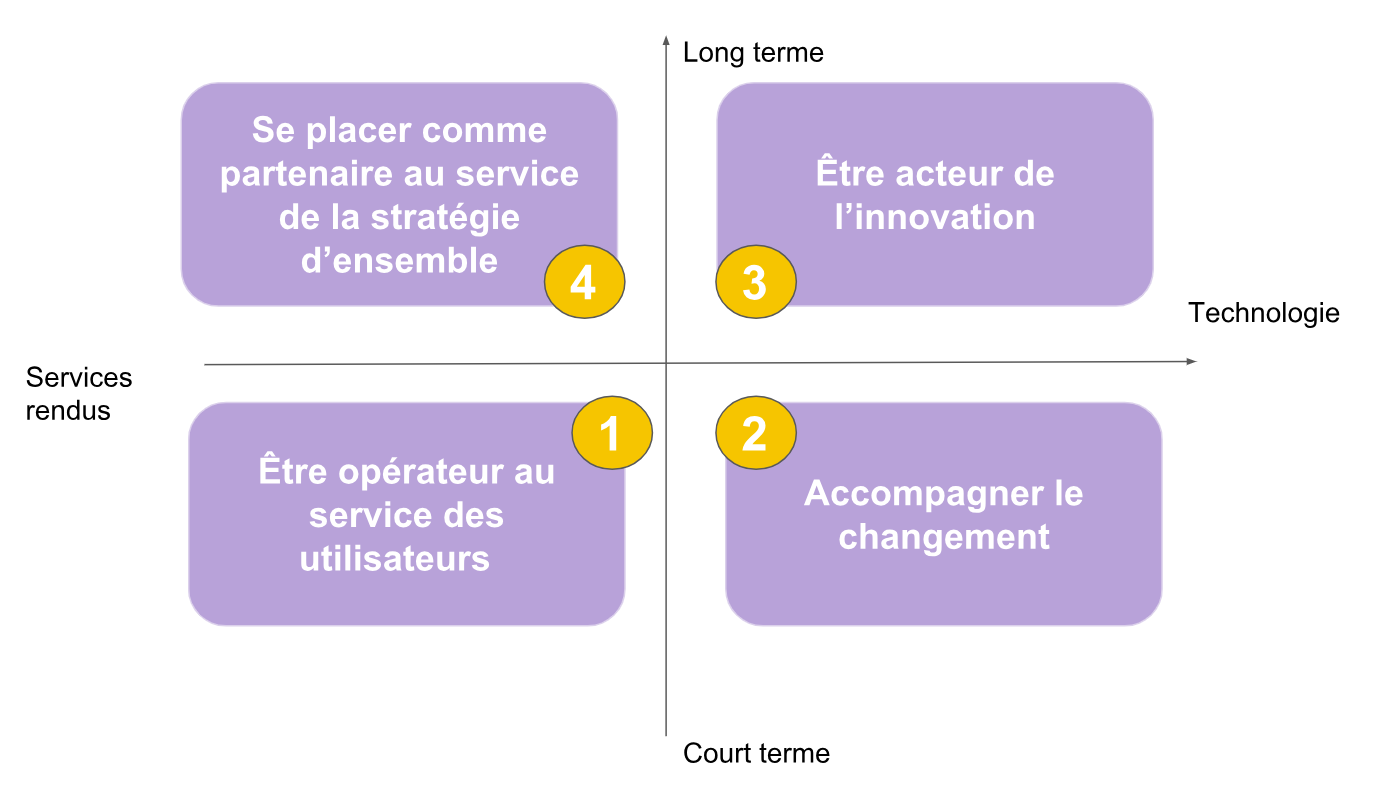 Long terme
Se placer comme
partenaire au service
de la stratégie
d’ensemble
4
Être acteur de
l’innovation
3
Technologie
Services
rendus
1
Être opérateur au
service des
utilisateurs
2
Accompagner le
changement
Court terme